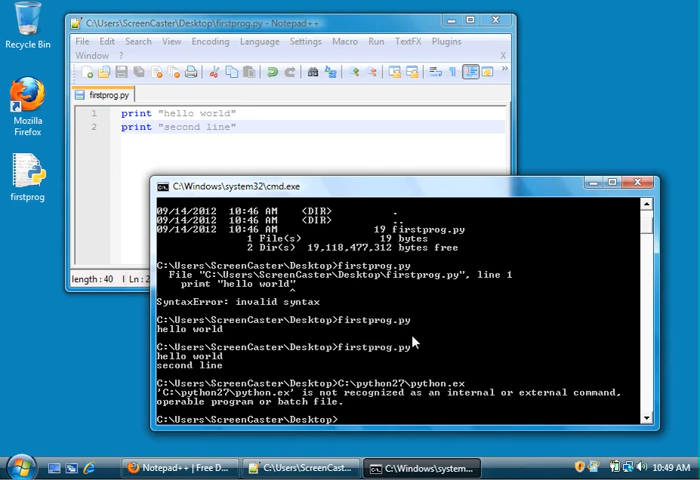 Recycle Bin
Mozilla
Firefox
firstprog
C:\Users\ScreenCaster\Desktop\firstprog.py - Notepad++
File Edit Search View Encoding Language Settings Macro Run TextFX Plugins
Window ? X
firstprog.py
1 print "hello world"
2 print "second line"
length : 40 Ln : 2
C:\Windows\system32\cmd.exe
09/14/2012 10:46 AM <DIR> .
09/14/2012 10:46 AM <DIR> ..
09/14/2012 10:46 AM 19 firstprog.py
1 File(s) 19 bytes
2 Dir(s) 19,118,477,312 bytes free
C:\Users\ScreenCaster\Desktop>firstprog.py
File "C:\Users\ScreenCaster\Desktop\firstprog.py", line 1
print "hello world"
^
SyntaxError: invalid syntax
C:\Users\ScreenCaster\Desktop>firstprog.py
hello world
C:\Users\ScreenCaster\Desktop>firstprog.py
hello world
second line
C:\Users\ScreenCaster\Desktop>C:\python27\python.ex
'C:\python27\python.ex' is not recognized as an internal or external command,
operable program or batch file.
C:\Users\ScreenCaster\Desktop>
Notepad++ | Free D... C:\Users\ScreenCast... C:\Windows\system... 10:49 AM